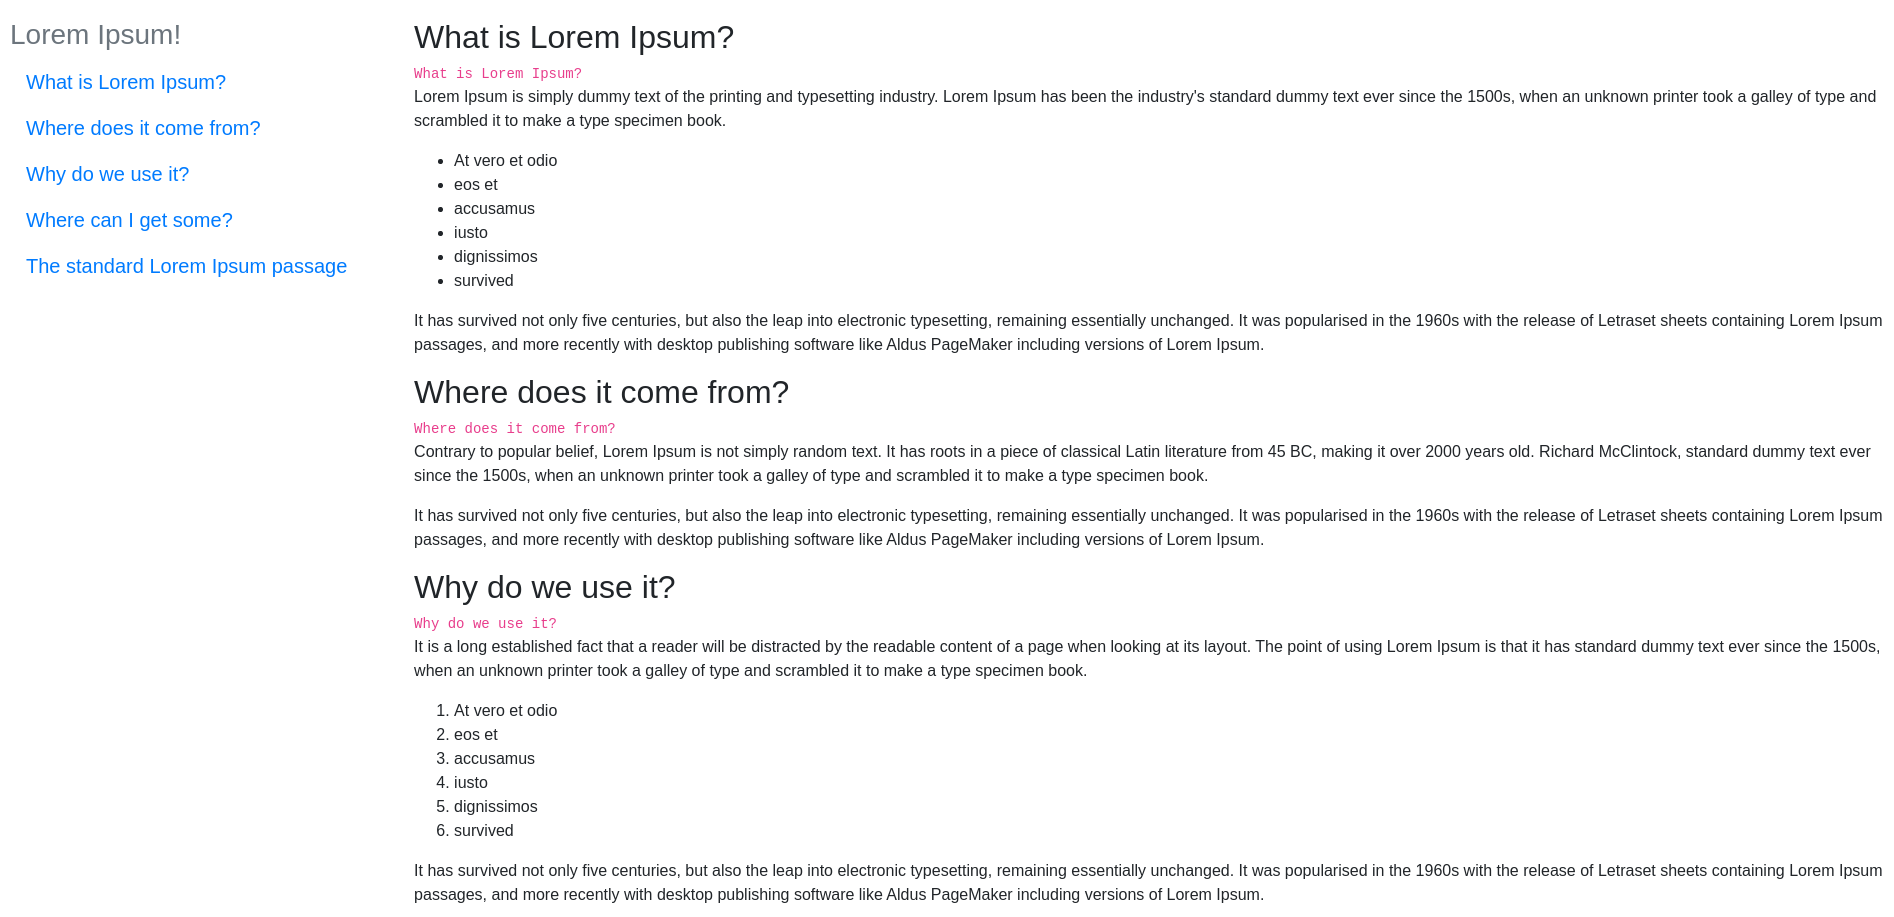 Lorem Ipsum!
What is Lorem Ipsum?
Where does it come from?
Why do we use it?
Where can I get some?
The standard Lorem Ipsum passage
What is Lorem Ipsum?
What is Lorem Ipsum?
Lorem Ipsum is simply dummy text of the printing and typesetting industry. Lorem Ipsum has been the industry's standard dummy text ever since the 1500s, when an unknown printer took a galley of type and
scrambled it to make a type specimen book.
• At vero et odio
• eos et
• accusamus
• iusto
• dignissimos
• survived
It has survived not only five centuries, but also the leap into electronic typesetting, remaining essentially unchanged. It was popularised in the 1960s with the release of Letraset sheets containing Lorem Ipsum
passages, and more recently with desktop publishing software like Aldus PageMaker including versions of Lorem Ipsum.
Where does it come from?
Where does it come from?
Contrary to popular belief, Lorem Ipsum is not simply random text. It has roots in a piece of classical Latin literature from 45 BC, making it over 2000 years old. Richard McClintock, standard dummy text ever
since the 1500s, when an unknown printer took a galley of type and scrambled it to make a type specimen book.
It has survived not only five centuries, but also the leap into electronic typesetting, remaining essentially unchanged. It was popularised in the 1960s with the release of Letraset sheets containing Lorem Ipsum
passages, and more recently with desktop publishing software like Aldus PageMaker including versions of Lorem Ipsum.
Why do we use it?
Why do we use it?
It is a long established fact that a reader will be distracted by the readable content of a page when looking at its layout. The point of using Lorem Ipsum is that it has standard dummy text ever since the 1500s,
when an unknown printer took a galley of type and scrambled it to make a type specimen book.
1. At vero et odio
2. eos et
3. accusamus
4. iusto
5. dignissimos
6. survived
It has survived not only five centuries, but also the leap into electronic typesetting, remaining essentially unchanged. It was popularised in the 1960s with the release of Letraset sheets containing Lorem Ipsum
passages, and more recently with desktop publishing software like Aldus PageMaker including versions of Lorem Ipsum.